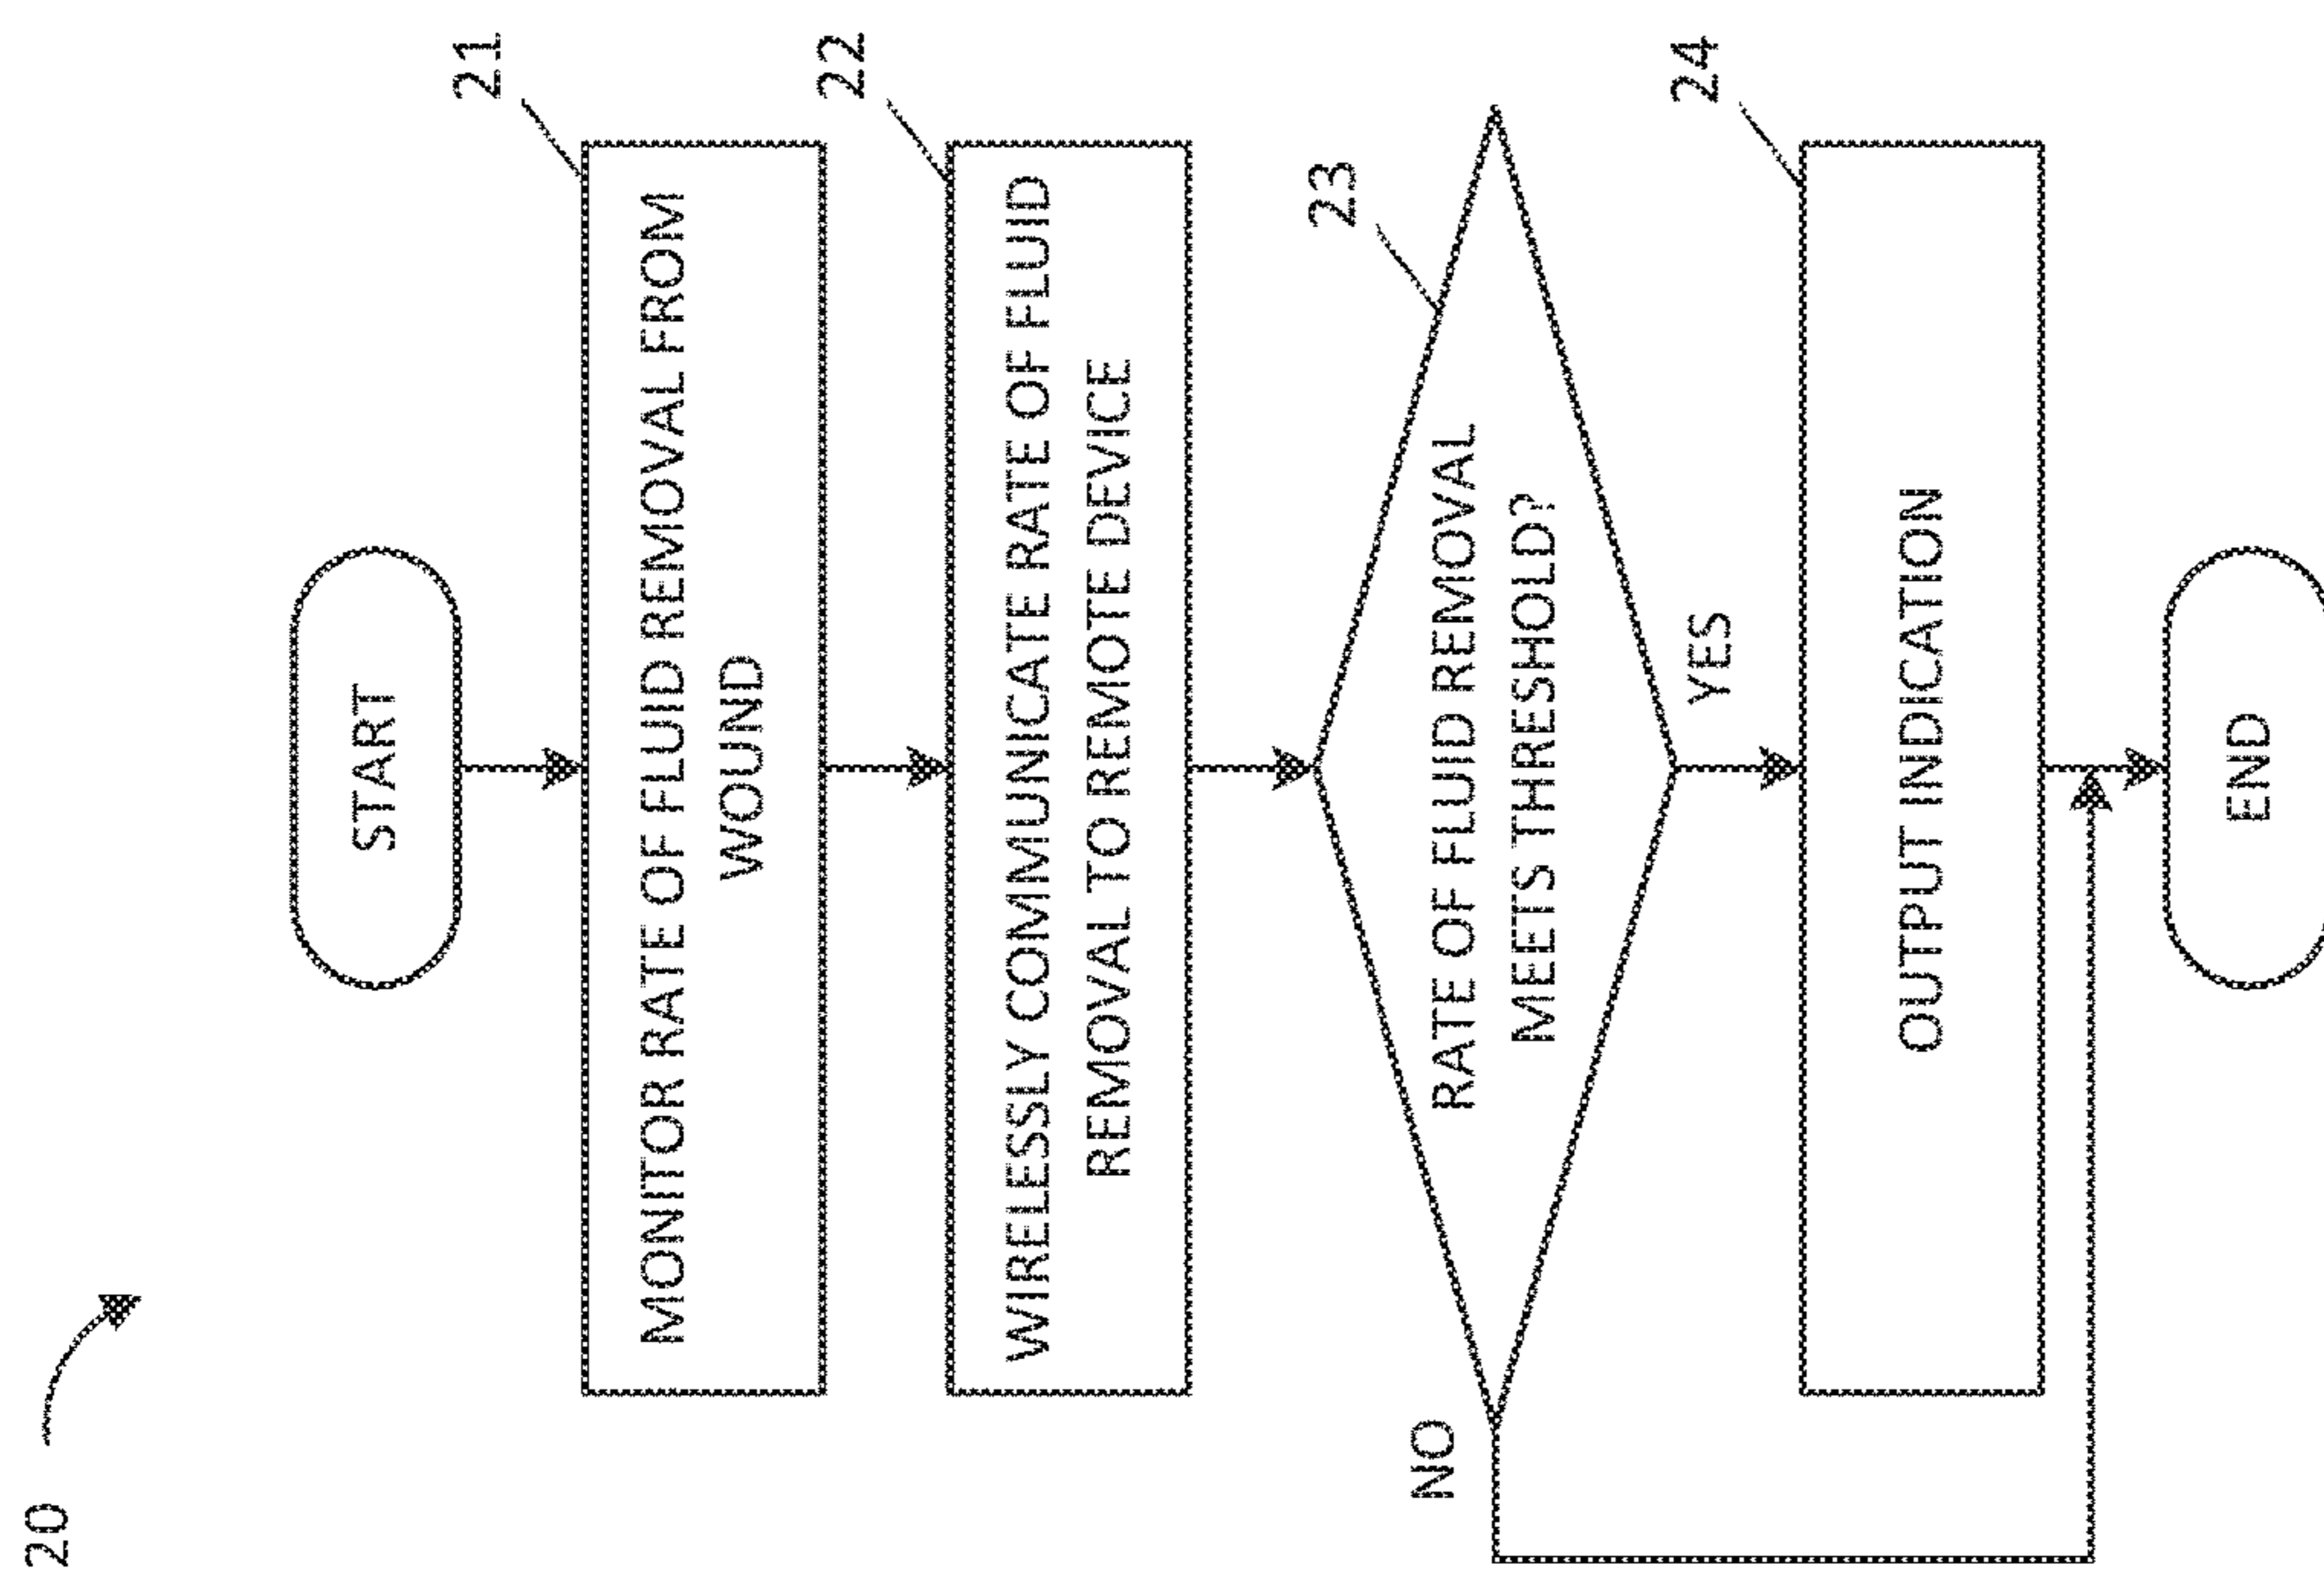 20
START
21
MONITOR RATE OF FLUID REMOVAL FROM
WOUND
22
WIRELESSLY COMMUNICATE RATE OF FLUID
REMOVAL TO REMOTE DEVICE
23
RATE OF FLUID REMOVAL
MEETS THRESHOLD?
NO
YES
24
OUTPUT INDICATION
END